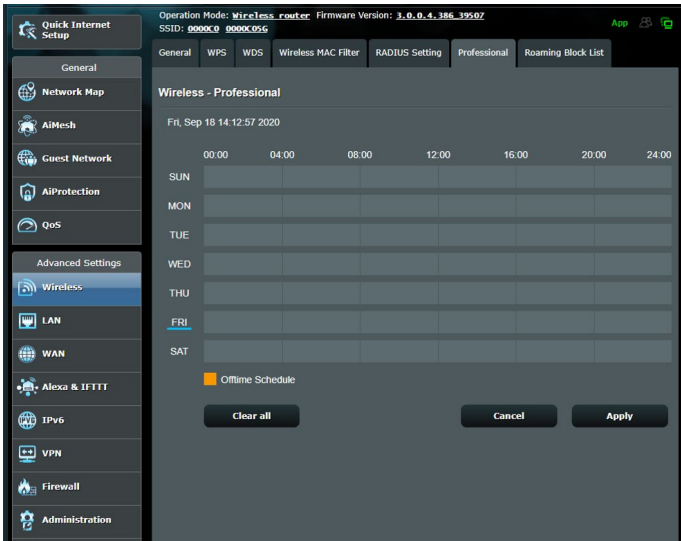 Quick Internet
Setup
General
Network Map
AiMesh
Guest Network
AiProtection
QoS
Advanced Settings
Wireless
LAN
WAN
Alexa & IFTTT
IPv6
VPN
Firewall
Administration
Operation Mode: Wireless router Firmware Version: 3.0.0.4.386_39507
SSID: 0000C0 0000C05G
App
General WPS WDS Wireless MAC Filter RADIUS Setting Professional Roaming Block List
Wireless - Professional
Fri, Sep 18 14:12:57 2020
00:00 04:00 08:00 12:00 16:00 20:00 24:00
SUN
MON
TUE
WED
THU
FRI
SAT
Offtime Schedule
Clear all Cancel Apply